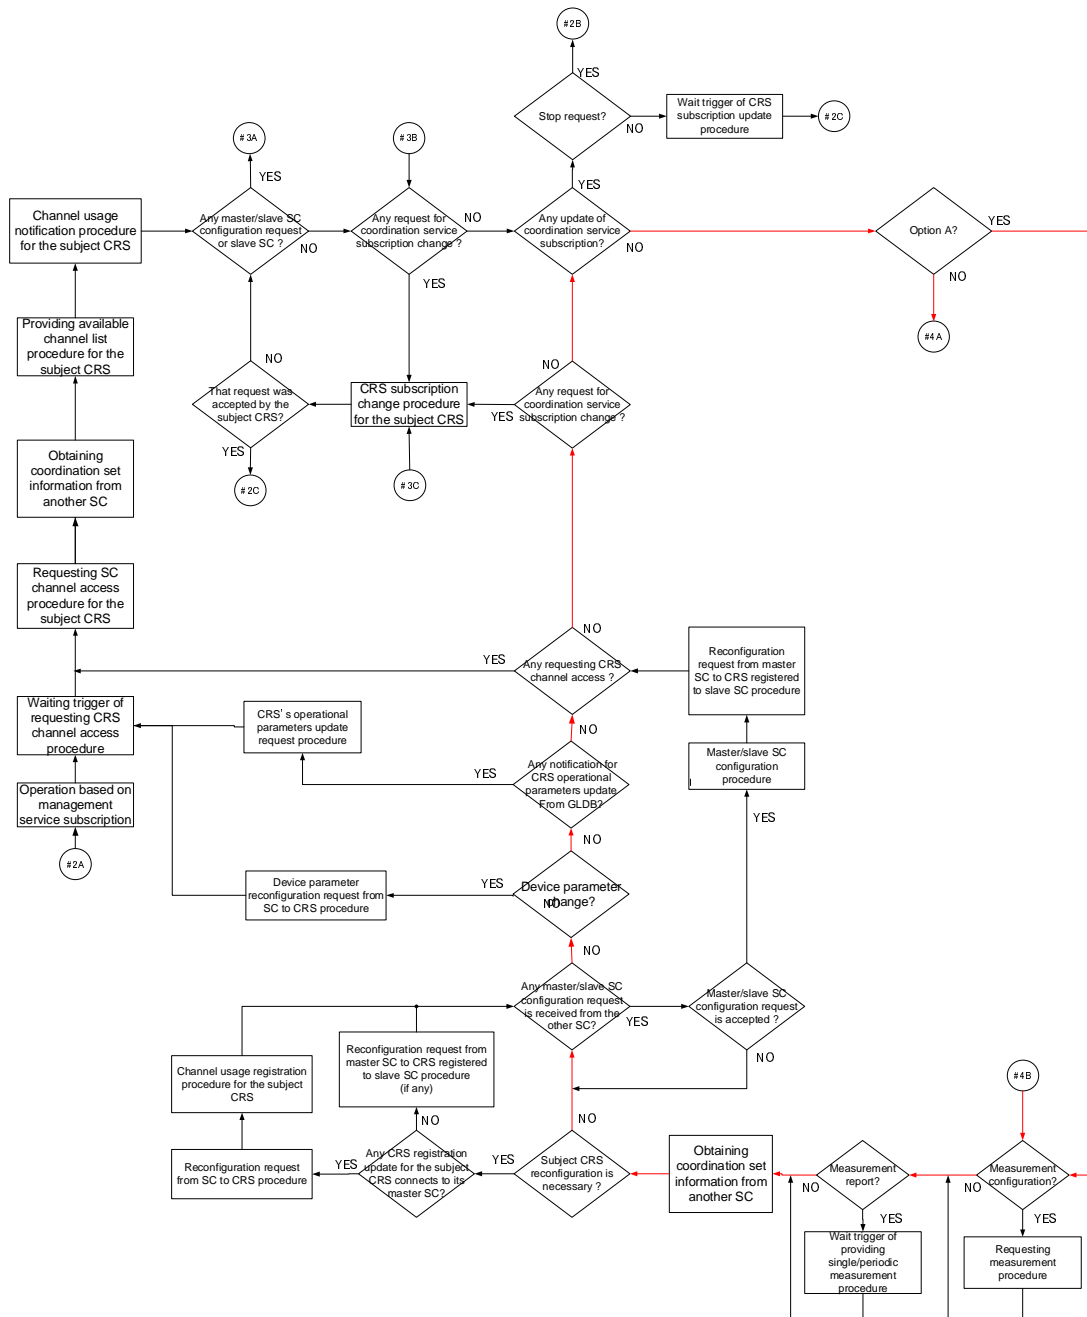 #2B
YES
Stop request?
NO
Wait trigger of CRS
subscription update
procedure
#2C
#3A
#3B
YES
YES
Channel usage
notification procedure
for the subject CRS
Any master/slave SC
configuration request
or slave SC ?
NO
Any request for
coordination service
subscription change ?
NO
YES
Any update of
coordination service
subscription?
NO
Option A?
YES
NO
#4A
Providing available
channel list
procedure for the
subject CRS
NO
That request was
accepted by the
subject CRS?
YES
#2C
CRS subscription
change procedure
for the subject CRS
#3C
YES
NO
Any request for
coordination service
subscription change ?
Obtaining
coordination set
information from
another SC
Requesting SC
channel access
procedure for the
subject CRS
YES
NO
Any requesting CRS
channel access ?
Reconfiguration
request from master
SC to CRS registered
to slave SC procedure
Waiting trigger of
requesting CRS
channel access
procedure
CRS's operational
parameters update
request procedure
YES
NO
Any notification for
CRS operational
parameters update
From GLDB?
Master/slave SC
configuration
procedure
YES
Operation based on
management
service subscription
#2A
NO
Device parameter
reconfiguration request from
SC to CRS procedure
YES
Device parameter
change?
NO
NO
Any master/slave SC
configuration request
is received from the
other SC?
YES
Master/slave SC
configuration request
is accepted ?
NO
Channel usage registration
procedure for the subject
CRS
Reconfiguration request from
master SC to CRS registered
to slave SC procedure
(if any)
NO
NO
#4B
Reconfiguration request
from SC to CRS procedure
YES
Any CRS registration
update for the subject
CRS connects to its
master SC?
YES
Subject CRS
reconfiguration is
necessary ?
Obtaining
coordination set
information from
another SC
Measurement
report?
NO
YES
Measurement
configuration?
NO
YES
Wait trigger of
providing
single/periodic
measurement
procedure
Requesting
measurement
procedure